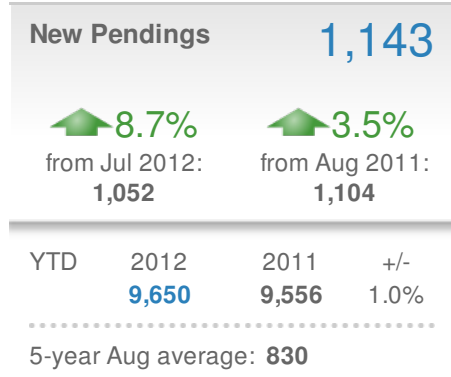 New Pendings 1,143
8.7% 3.5%
from Jul 2012: from Aug 2011:
1,052 1,104
YTD 2012 2011 +/-
9,650 9,556 1.0%
5-year Aug average: 830